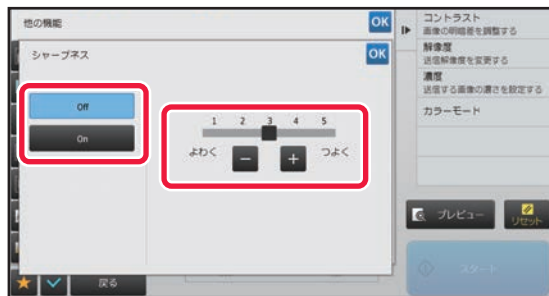 他の機能
OK
シャープネス
OK
Off
On
1 2 3 4 5
よわく
つよく
コントラスト
画像の明暗差を調整する
解像度
送信解像度を変更する
濃度
送信する画像の濃さを設定する
カラーモード
プレビュー
リセット
スタート
戻る